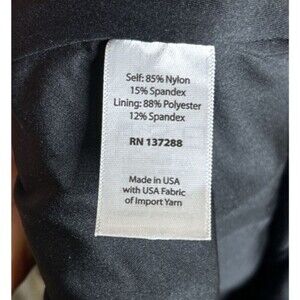 Self: 85% Nylon
15% Spandex
Lining: 88% Polyester
12% Spandex
RN 137288
Made in USA
with USA Fabric
of Import Yarn